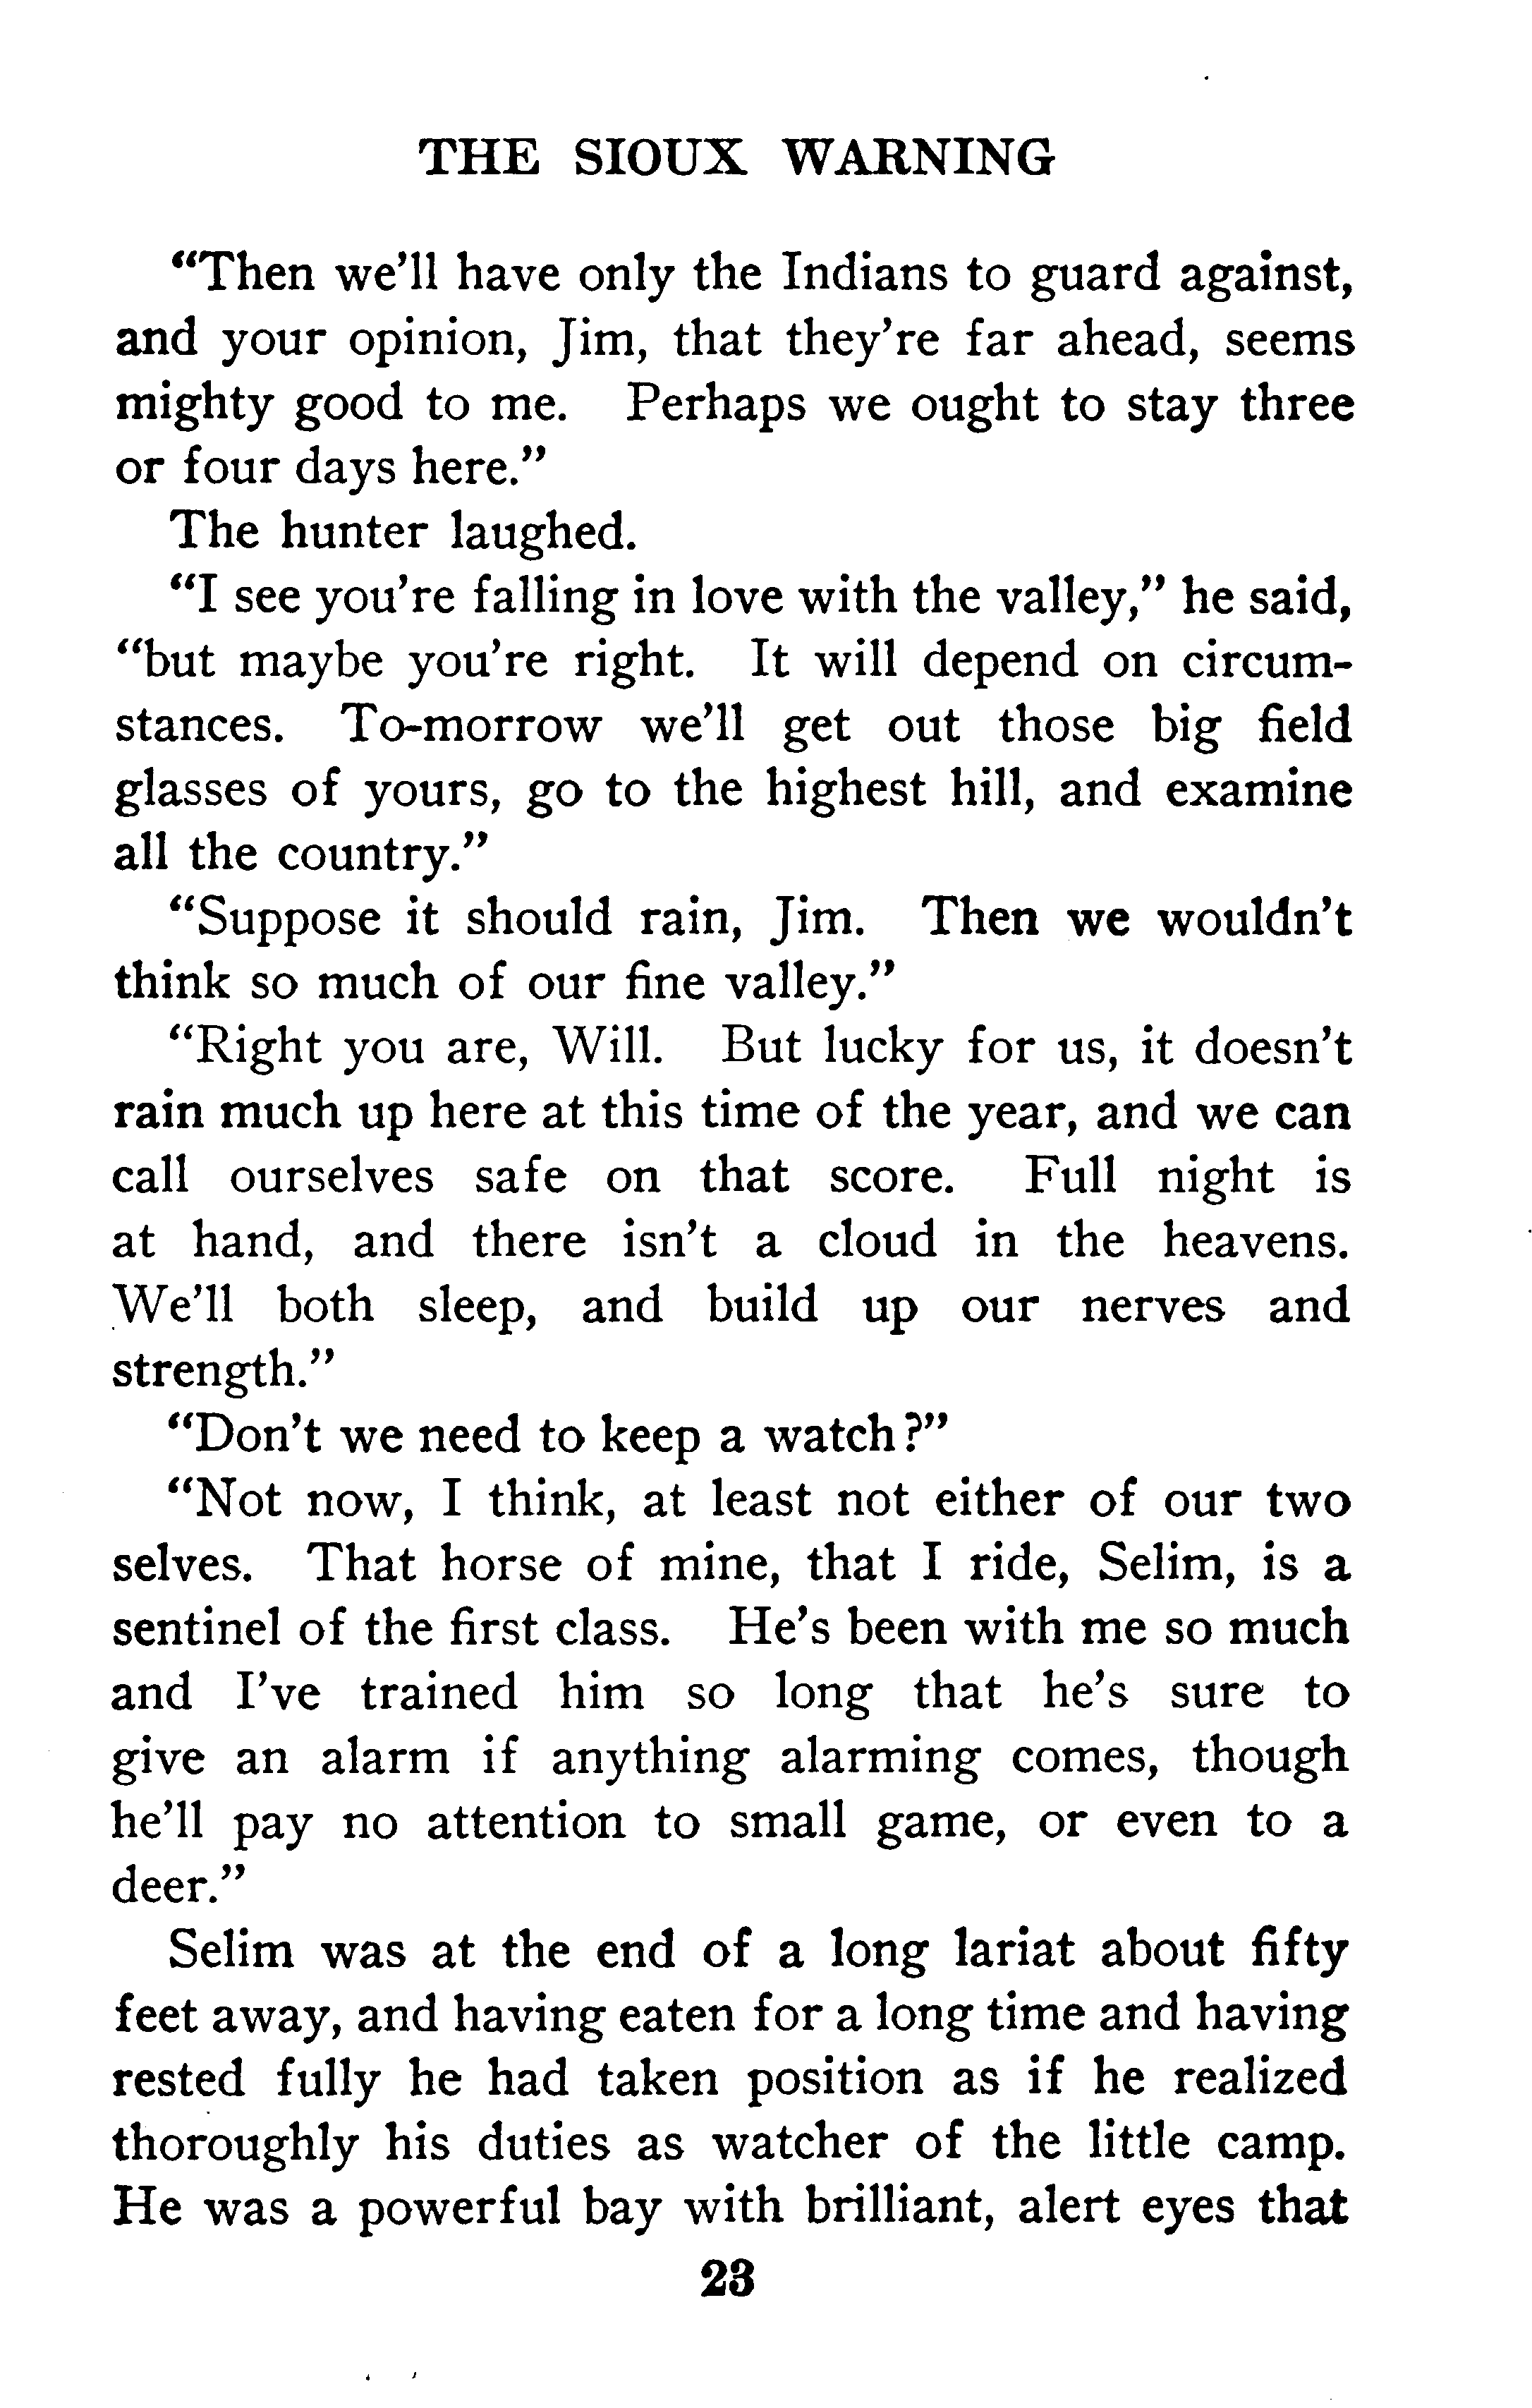 THE SIOUX WARNING
"Then we'll have only the Indians to guard against,
and your opinion, Jim, that they're far ahead, seems
mighty good to me. Perhaps we ought to stay three
or four days here."
The hunter laughed.
"I see you're falling in love with the valley," he said,
"but maybe you're right. It will depend on circum-
stances. To-morrow we'll get out those big field
glasses of yours, go to the highest hill, and examine
all the country."
"Suppose it should rain, Jim. Then we wouldn't
think so much of our fine valley."
"Right you are, Will. But lucky for us, it doesn't
rain much up here at this time of the year, and we can
call ourselves safe on that score. Full night is
at hand, and there isn't a cloud in the heavens.
We'll both sleep, and build up our nerves and
strength."
"Don't we need to keep a watch?"
"Not now, I think, at least not either of our two
selves. That horse of mine, that I ride, Selim, is a
sentinel of the first class. He's been with me so much
and I've trained him so long that he's sure to
give an alarm if anything alarming comes, though
he'll pay no attention to small game, or even to a
deer."
Selim was at the end of a long lariat about fifty
feet away, and having eaten for a long time and having
rested fully he had taken position as if he realized
thoroughly his duties as watcher of the little camp.
He was a powerful bay with brilliant, alert eyes that
23